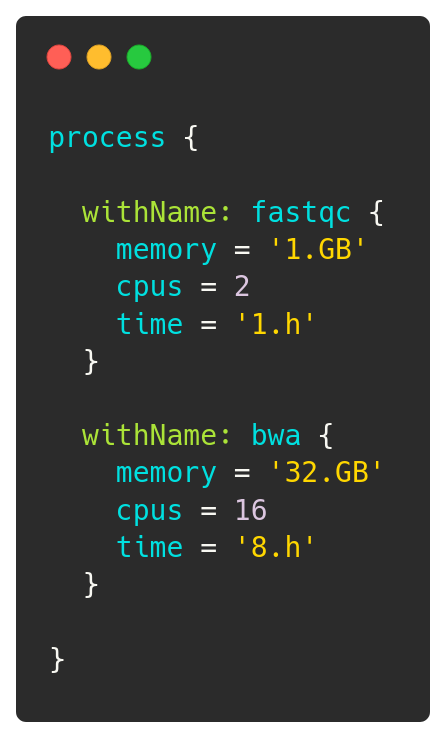 process {
withName: fastqc {
memory = '1.GB'
cpus = 2
time = '1.h'
}
withName: bwa {
memory = '32.GB'
cpus = 16
time = '8.h'
}
}